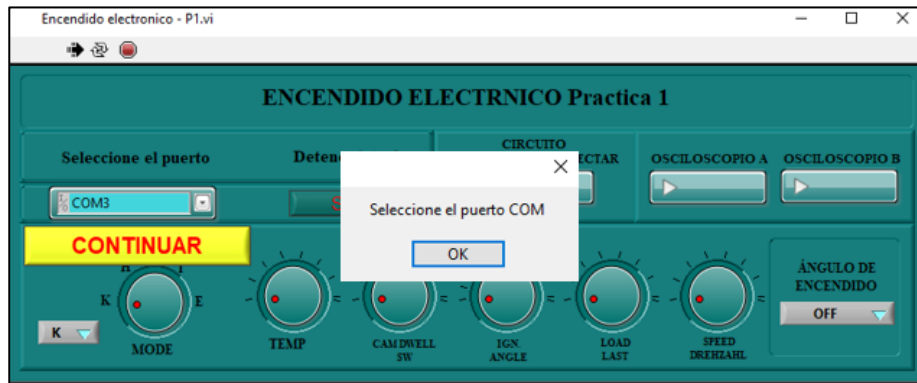 Encendido electronico - P1.vi
ENCENDIDO ELECTRNICO Practica 1
Seleccione el puerto
CIRCUITO
OSCILOSCOPIO A
OSCILOSCOPIO B
COM3
Seleccione el puerto COM
OK
CONTINUAR
K
E
K
MODE
TEMP
CAM DWELL
SW
IGN.
ANGLE
LOAD
LAST
SPEED
DREHZAHL
ÁNGULO DE
ENCENDIDO
OFF